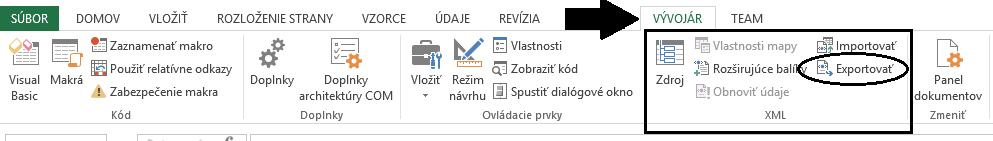 SÚBOR DOMOV VLOŽIŤ ROZLOŽENIE STRANY VZORCE ÚDAJE REVÍZIA VÝVOJÁR TEAM
Visual Basic
Makrá
Zaznamenať makro
Použiť relatívne odkazy
Zabezpečenie makra
Kód
Doplnky
Doplnky
architektúry COM
Doplnky
Vložiť
Režim
návrhu
Vlastnosti
Zobraziť kód
Spustiť dialógové okno
Ovládacie prvky
Zdroj
Vlastnosti mapy
Rozširujúce balíky
Obnoviť údaje
Importovať
Exportovať
XML
Panel
dokumentov
Zmeniť